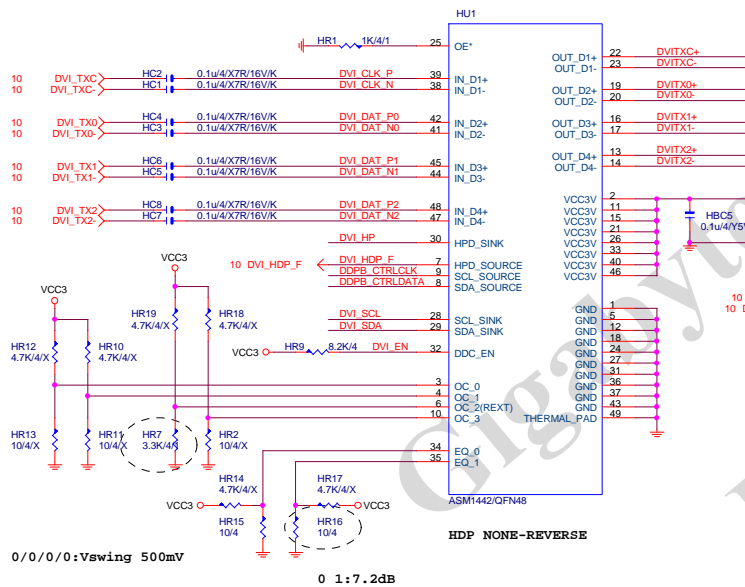 HU1
HR1 1K/4/1 25 OE*
OUT_D1+ 22 DVITXC+
OUT_D1- 23 DVITXC-
10 DVI_TXC HC2 0.1u/4/X7R/16V/K DVI_CLK_P 39 IN_D1+
10 DVI_TXC- HC1 0.1u/4/X7R/16V/K DVI_CLK_N 38 IN_D1-
OUT_D2+ 19 DVITX0+
OUT_D2- 20 DVITX0-
10 DVI_TX0 HC4 0.1u/4/X7R/16V/K DVI_DAT_P0 42 IN_D2+
10 DVI_TX0- HC3 0.1u/4/X7R/16V/K DVI_DAT_N0 41 IN_D2-
OUT_D3+ 16 DVITX1+
OUT_D3- 17 DVITX1-
OUT_D4+ 13 DVITX2+
OUT_D4- 14 DVITX2-
10 DVI_TX1 HC6 0.1u/4/X7R/16V/K DVI_DAT_P1 45 IN_D3+
10 DVI_TX1- HC5 0.1u/4/X7R/16V/K DVI_DAT_N1 44 IN_D3-
10 DVI_TX2 HC8 0.1u/4/X7R/16V/K DVI_DAT_P2 48 IN_D4+
10 DVI_TX2- HC7 0.1u/4/X7R/16V/K DVI_DAT_N2 47 IN_D4-
VCC3V 2
VCC3V 11
VCC3V 15
VCC3V 21
VCC3V 26
VCC3V 33
VCC3V 40
VCC3V 46
HBC5
0.1u/4/Y5V
DVI_HP 30 HPD_SINK
10 DVI_HDP_F DVI_HDP_F 7 HPD_SOURCE
DDPB_CTRLCLK 9 SCL_SOURCE
DDPB_CTRLDATA 8 SDA_SOURCE
10
10 D
GND 1
GND 5
GND 12
GND 18
GND 24
GND 27
GND 31
GND 36
GND 37
GND 43
THERMAL_PAD 49
DVI_SCL 28 SCL_SINK
DVI_SDA 29 SDA_SINK
VCC3 HR9 8.2K/4 DVI_EN 32 DDC_EN
VCC3
VCC3
HR19
4.7K/4/X
HR18
4.7K/4/X
HR12
4.7K/4/X
HR10
4.7K/4/X
3 OC_0
4 OC_1
6 OC_2(REXT)
10 OC_3
HR13
10/4/X
HR11
10/4/X
HR7
3.3K/4/1
HR2
10/4/X
34 EQ_0
35 EQ_1
HR14
4.7K/4/X
VCC3
HR17
4.7K/4/X
VCC3
HR15
10/4
HR16
10/4
ASM1442/QFN48
HDP NONE-REVERSE
0/0/0/0:Vswing 500mV
0 1:7.2dB
Gigabyte